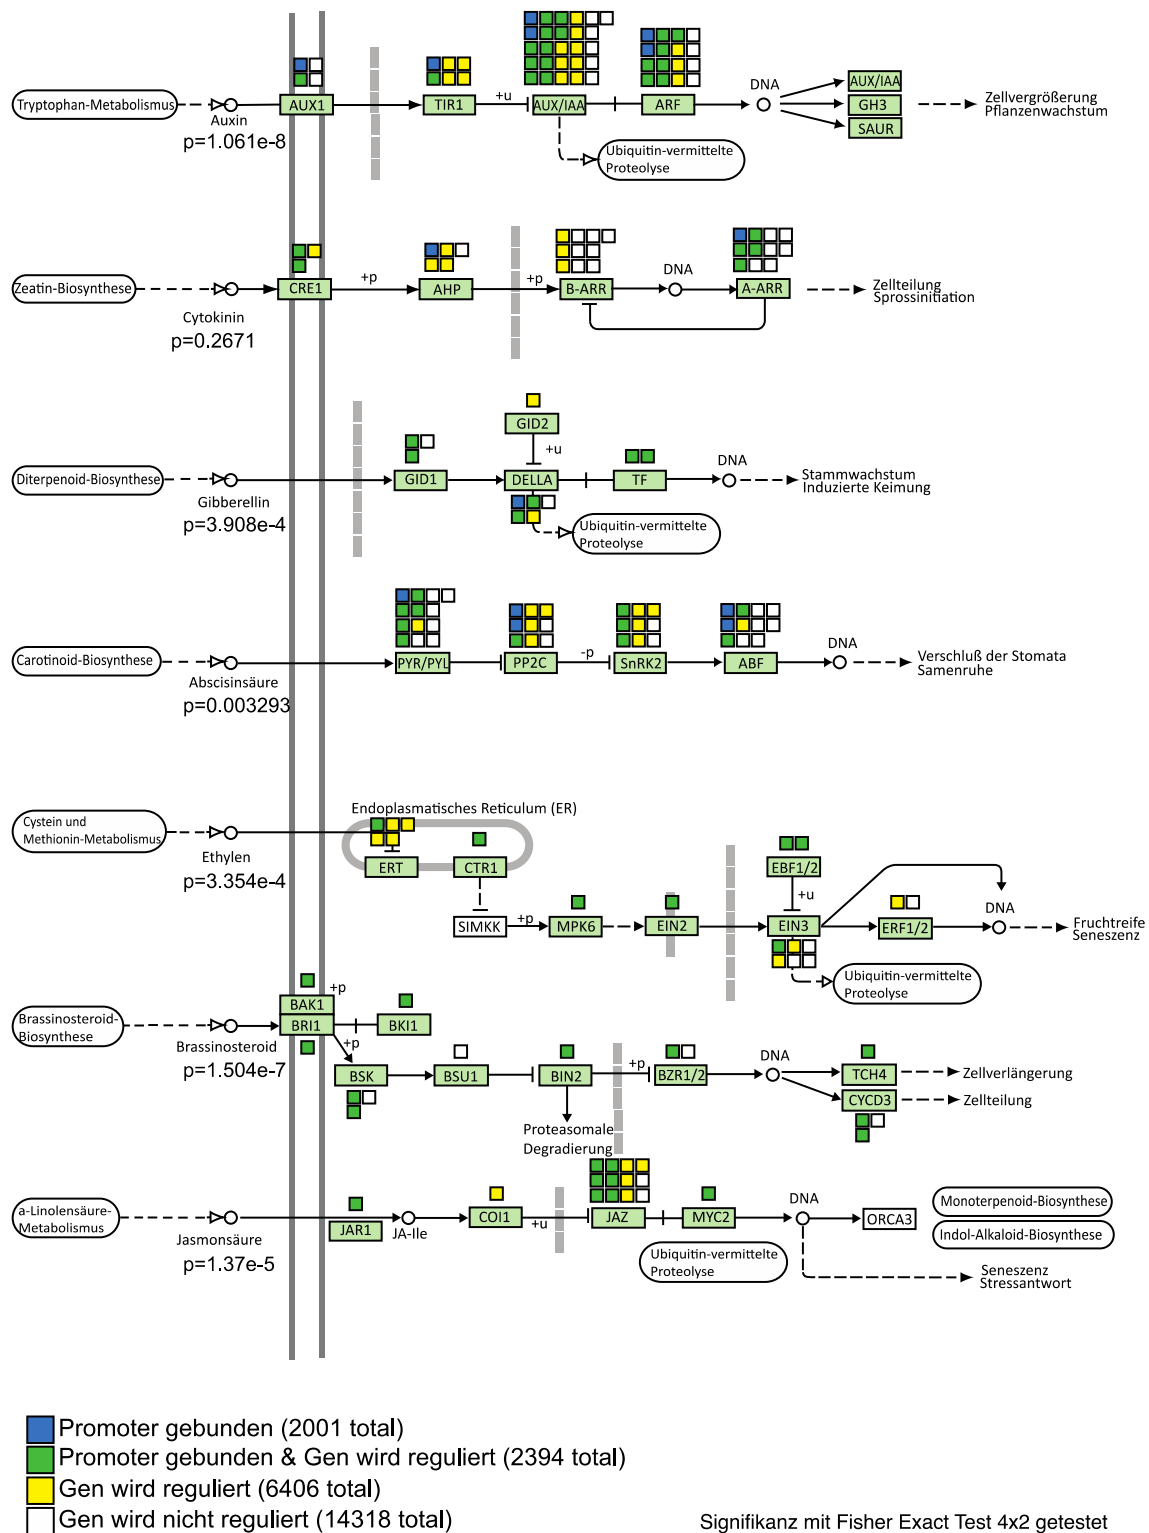 DNA
Tryptophan-Metabolismus
Auxin
p=1.061e-8
AUX1
TIR1
+u
AUX/IAA
ARF
AUX/IAA
GH3
SAUR
Zellvergrößerung
Pflanzenwachstum
Ubiquitin-vermittelte
Proteolyse
Zeatin-Biosynthese
Cytokinin
p=0.2671
CRE1
+p
AHP
+p
B-ARR
DNA
A-ARR
Zellteilung
Sprossinitiation
GID2
+u
Diterpenoid-Biosynthese
Gibberellin
p=3.908e-4
GID1
DELLA
TF
DNA
Stammwachstum
Induzierte Keimung
Ubiquitin-vermittelte
Proteolyse
Carotinoid-Biosynthese
Abscisinsäure
p=0.003293
PYR/PYL
PP2C
-p
SnRK2
ABF
DNA
Verschluß der Stomata
Samenruhe
Endoplasmatisches Reticulum (ER)
Cystein und
Methionin-Metabolismus
Ethylen
p=3.354e-4
ERT
CTR1
SIMKK
+p
MPK6
EIN2
EBF1/2
+u
EIN3
ERF1/2
DNA
Fruchtreife
Seneszenz
Ubiquitin-vermittelte
Proteolyse
Brassinosteroid-
Biosynthese
Brassinosteroid
p=1.504e-7
BAK1
+p
BRI1
BKI1
+p
BSK
BSU1
BIN2
+p
BZR1/2
DNA
TCH4
CYCD3
Zellverlängerung
Zellteilung
Proteasomale
Degradierung
a-Linolensäure-
Metabolismus
Jasmonsäure
p=1.37e-5
JAR1
JA-Ile
COI1
+u
JAZ
MYC2
DNA
ORCA3
Monoterpenoid-Biosynthese
Indol-Alkaloid-Biosynthese
Ubiquitin-vermittelte
Proteolyse
Seneszenz
Stressantwort
Promoter gebunden (2001 total)
Promoter gebunden & Gen wird reguliert (2394 total)
Gen wird reguliert (6406 total)
Gen wird nicht reguliert (14318 total)
Signifikanz mit Fisher Exact Test 4x2 getestet